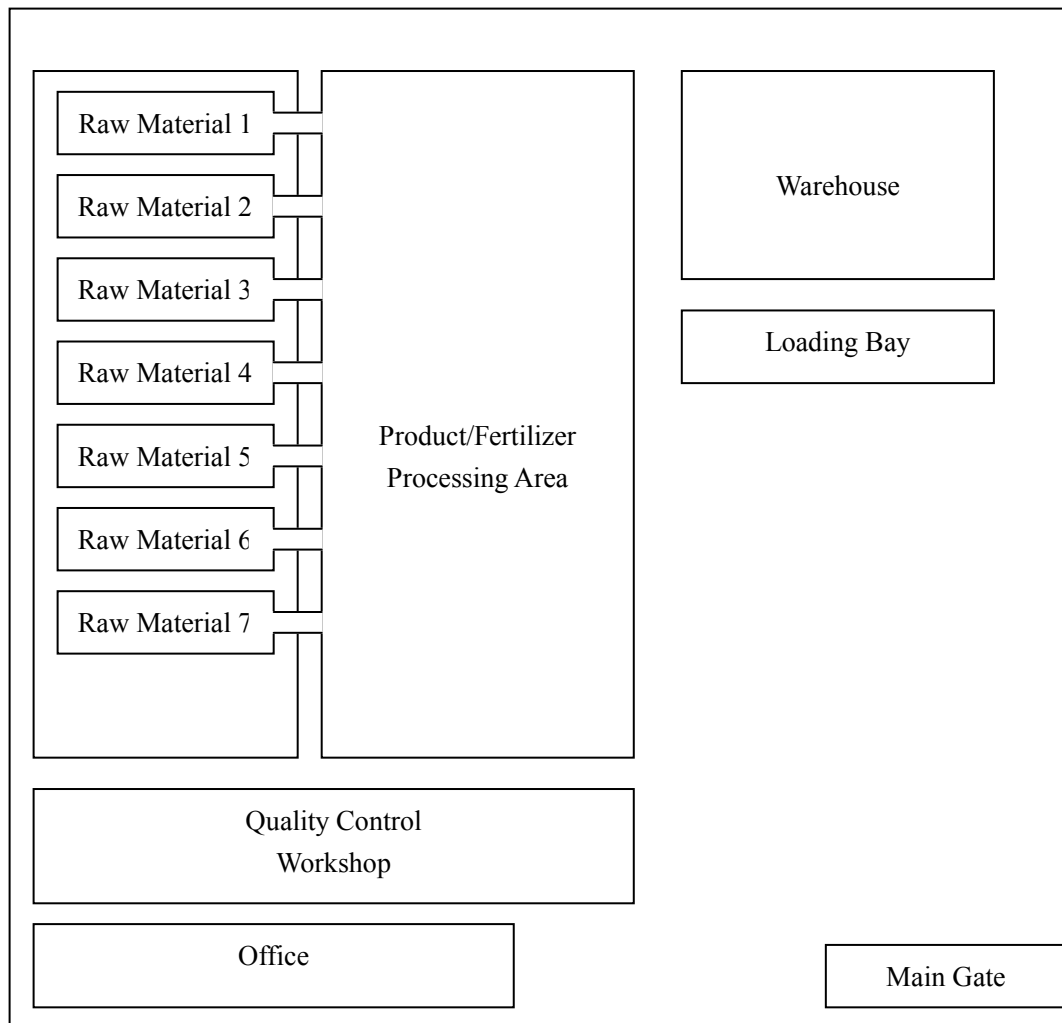 Raw Material 1
Raw Material 2
Raw Material 3
Raw Material 4
Raw Material 5
Raw Material 6
Raw Material 7
Product/Fertilizer
Processing Area
Warehouse
Loading Bay
Quality Control
Workshop
Office
Main Gate